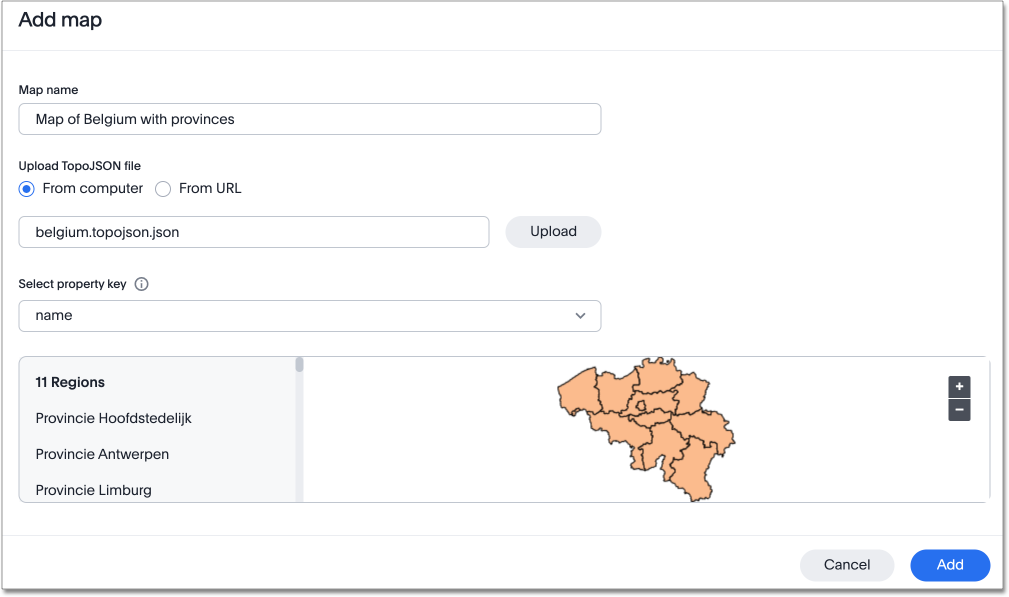 Add map
Map name
Map of Belgium with provinces
Upload TopoJSON file
From computer From URL
belgium.topojson.json Upload
Select property key
name
11 Regions
Provincie Hoofdstedelijk
Provincie Antwerpen
Provincie Limburg
+
−
Cancel Add